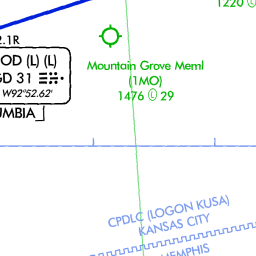 1220 Ⓛ
2.1R
OD (L) (L)
GD 31
W92°52.62'
UMBIA
Mountain Grove Meml
(1MO)
1476 Ⓛ 29
CPDLC (LOGON KUSA)
KANSAS CITY
MEMPHIS